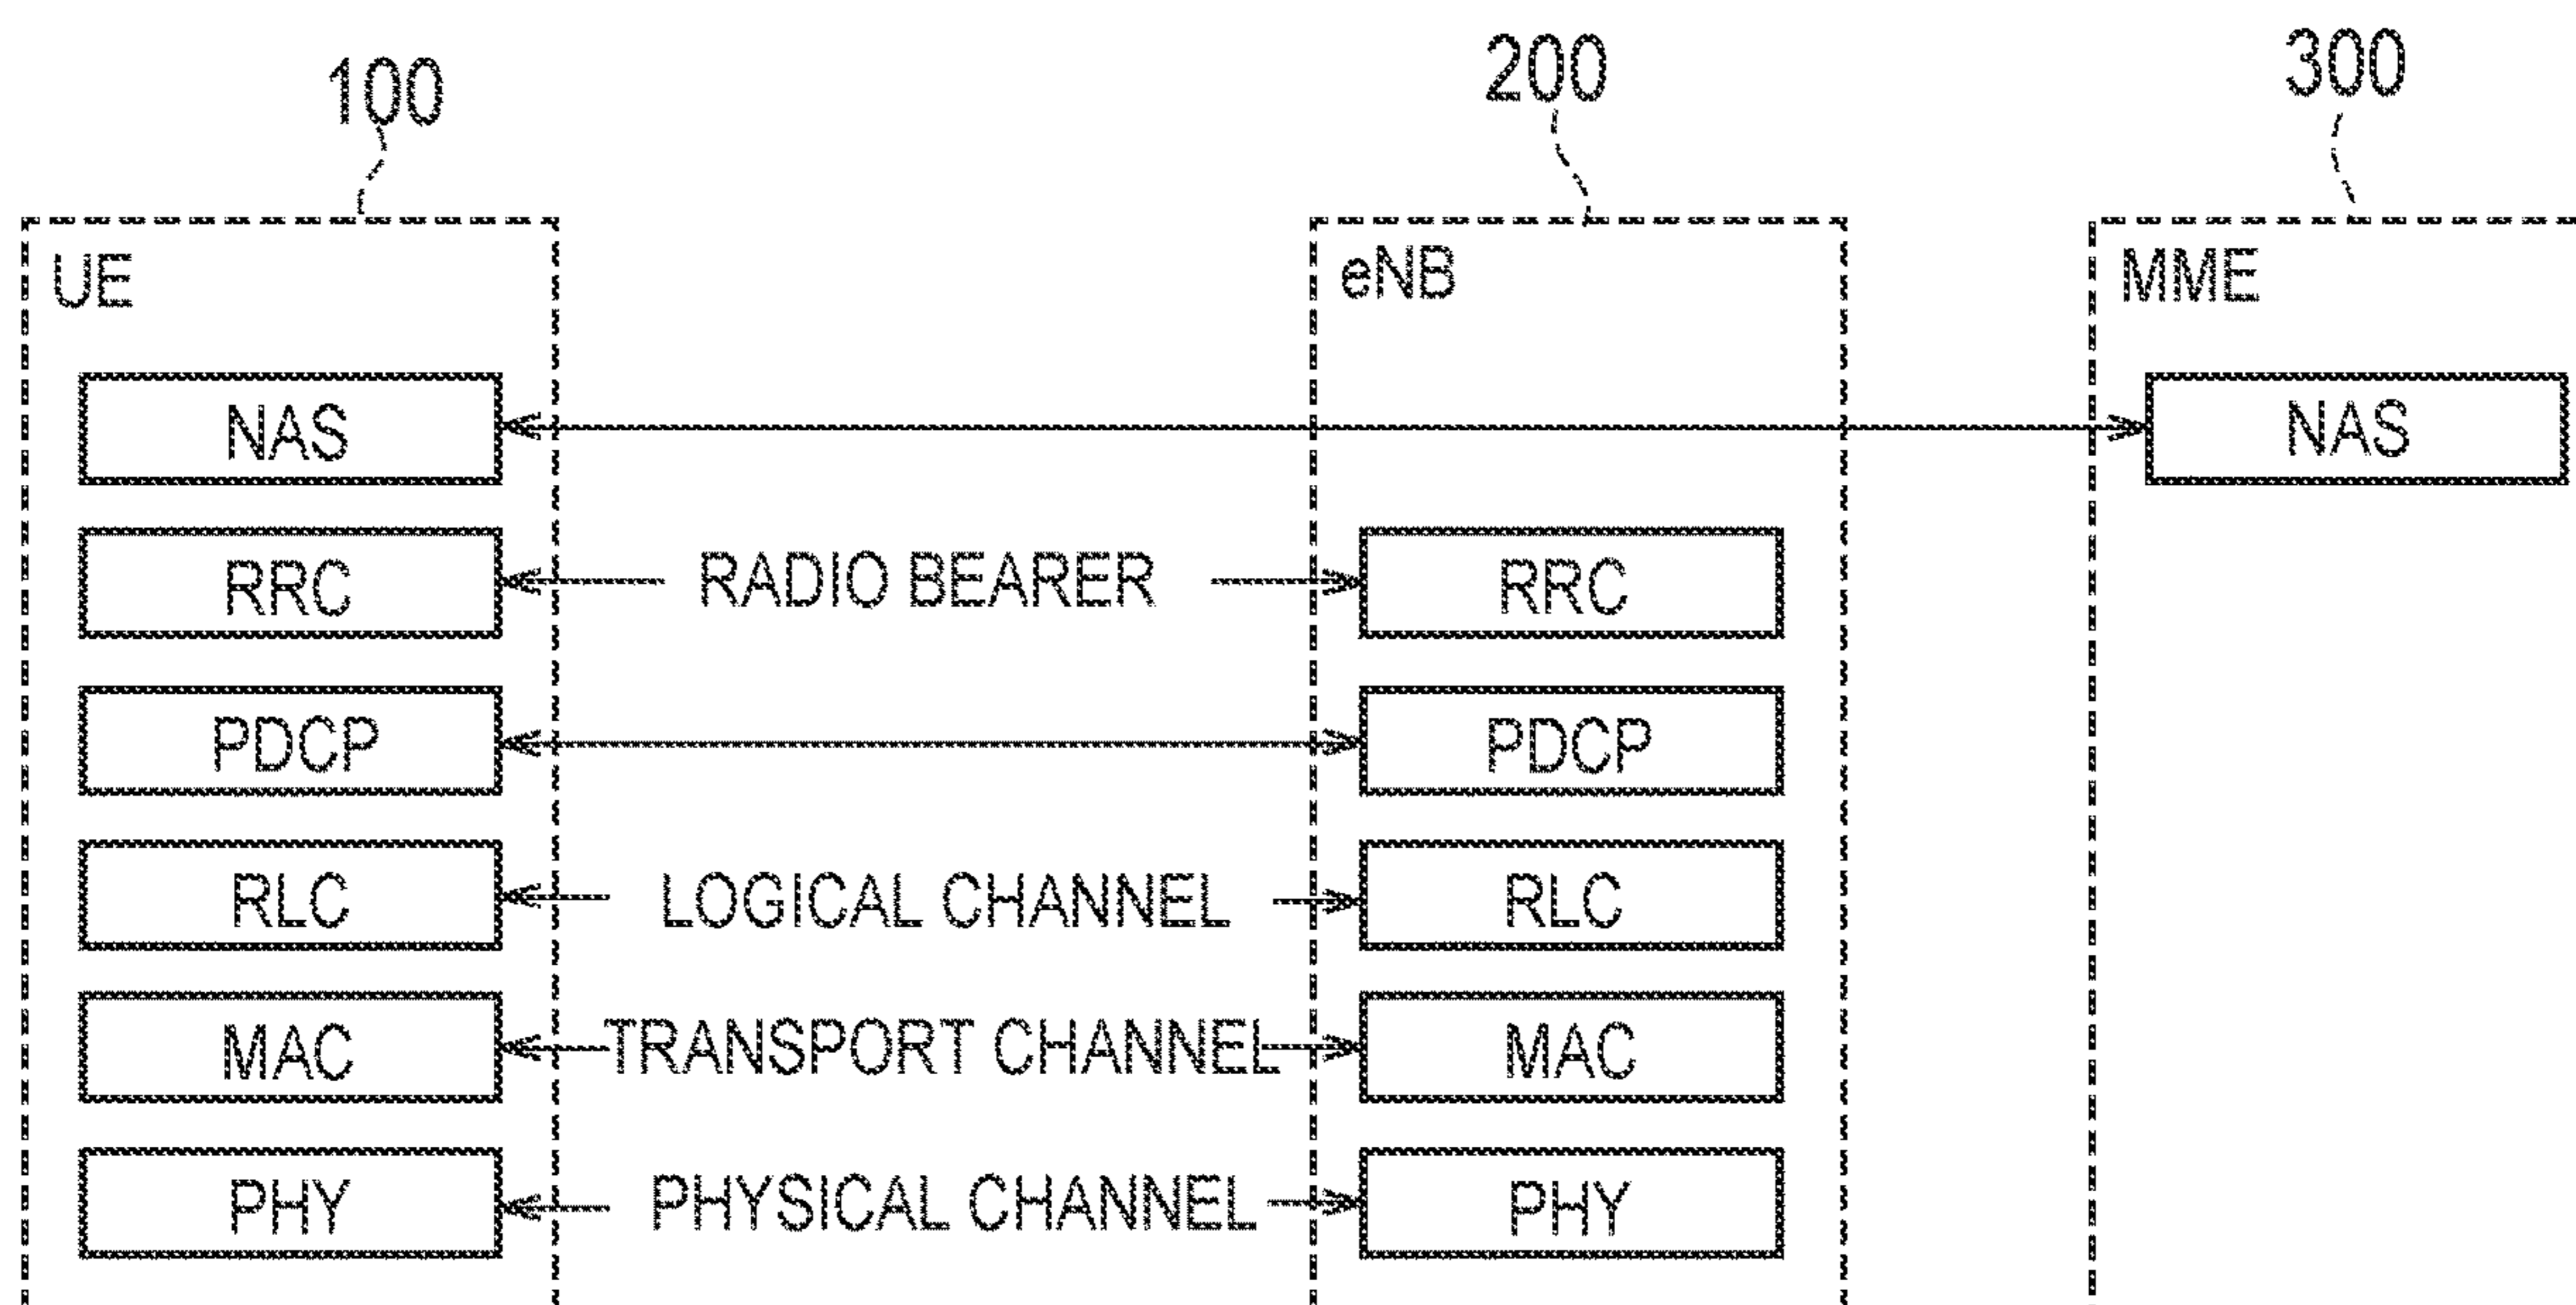 100 200 300
UE eNB MME
NAS NAS
RRC RADIO BEARER RRC
PDCP PDCP
RLC LOGICAL CHANNEL RLC
MAC TRANSPORT CHANNEL MAC
PHY PHYSICAL CHANNEL PHY